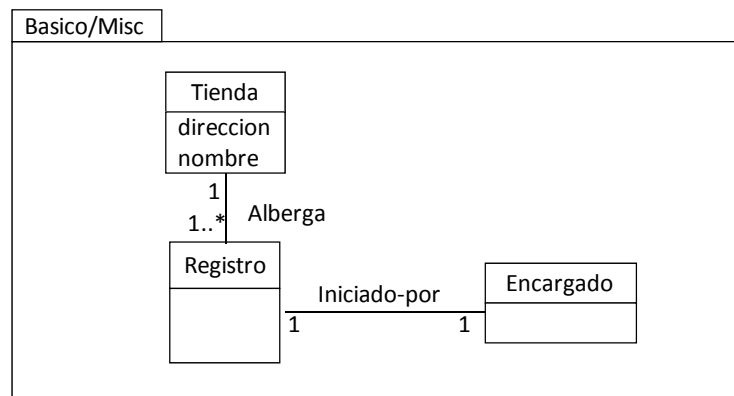 Basico/Misc
Tienda
direccion
nombre
1
1..*
Alberga
Registro
Iniciado-por
Encargado
1
1